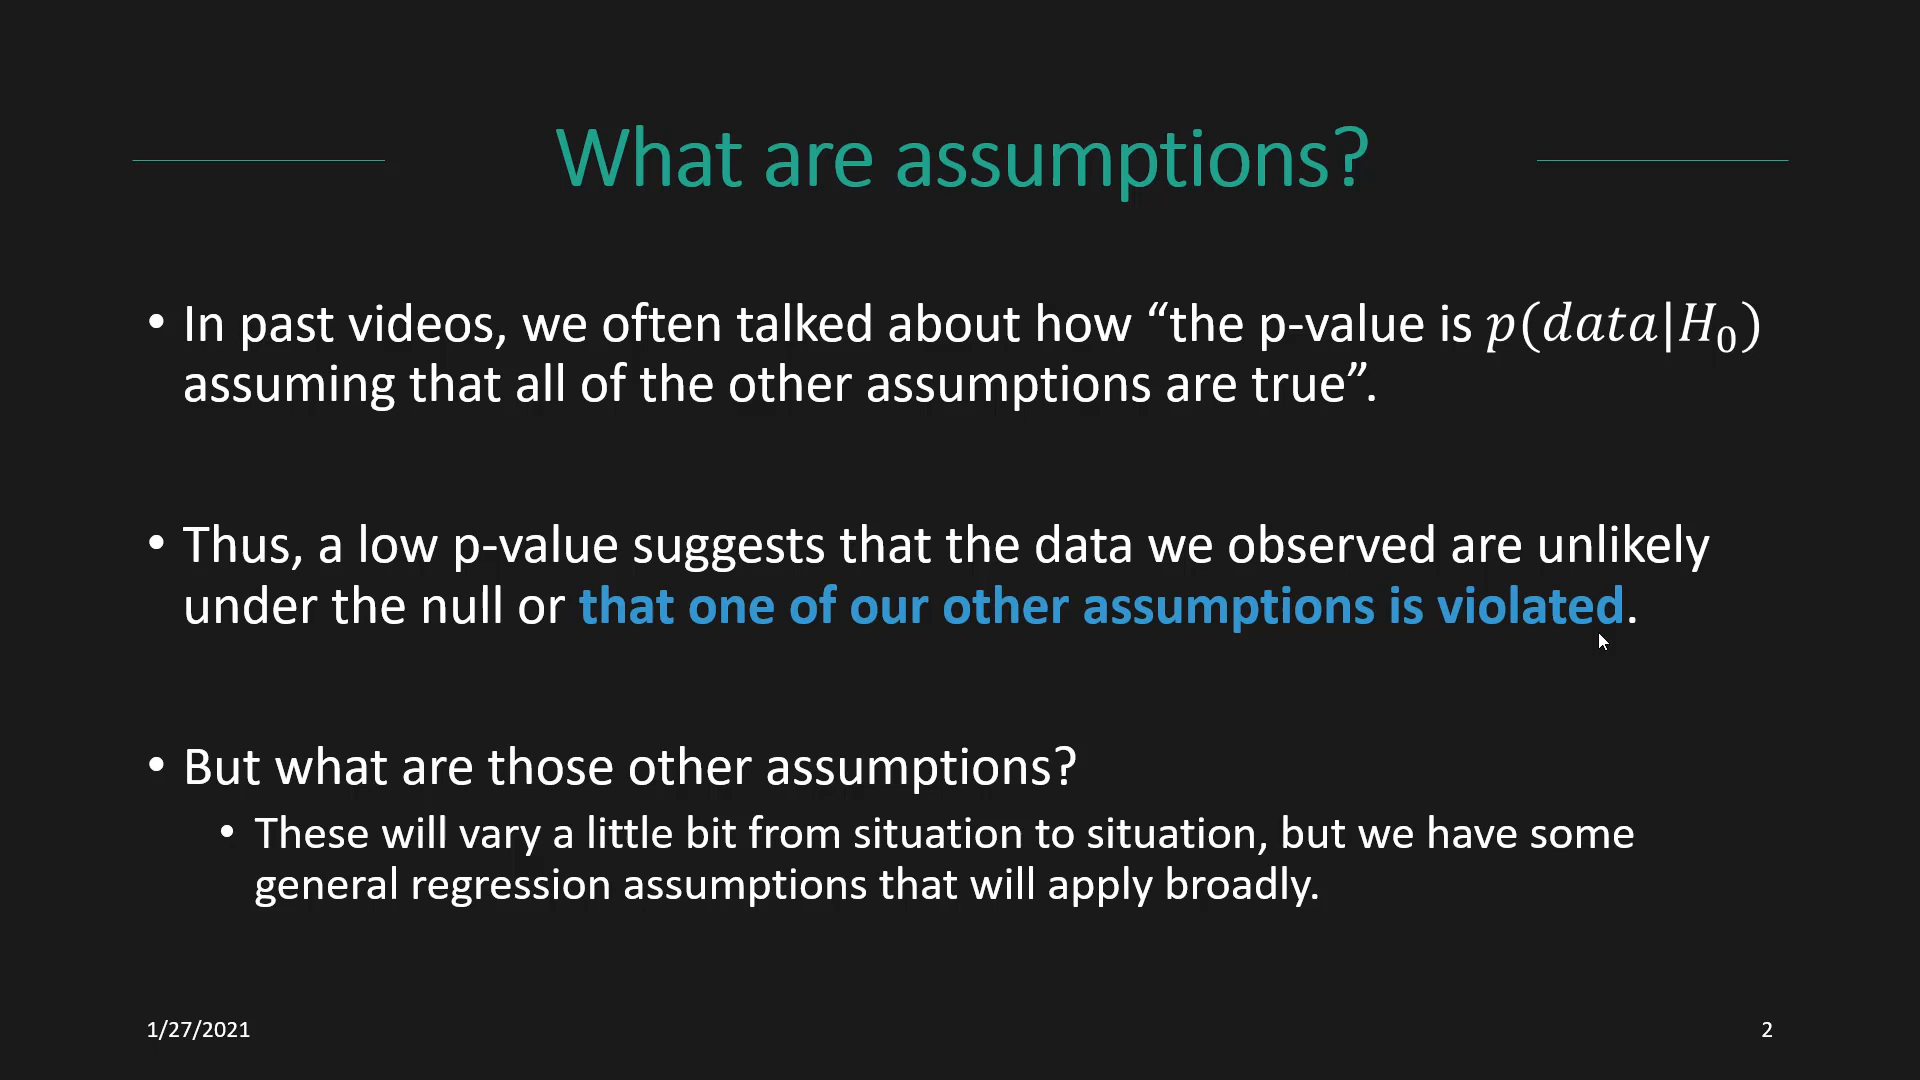 What are assumptions?
• In past videos, we often talked about how “the p-value is p(data|H₀)
assuming that all of the other assumptions are true”.
• Thus, a low p-value suggests that the data we observed are unlikely
under the null or that one of our other assumptions is violated.
• But what are those other assumptions?
• These will vary a little bit from situation to situation, but we have some
general regression assumptions that will apply broadly.
1/27/2021
2